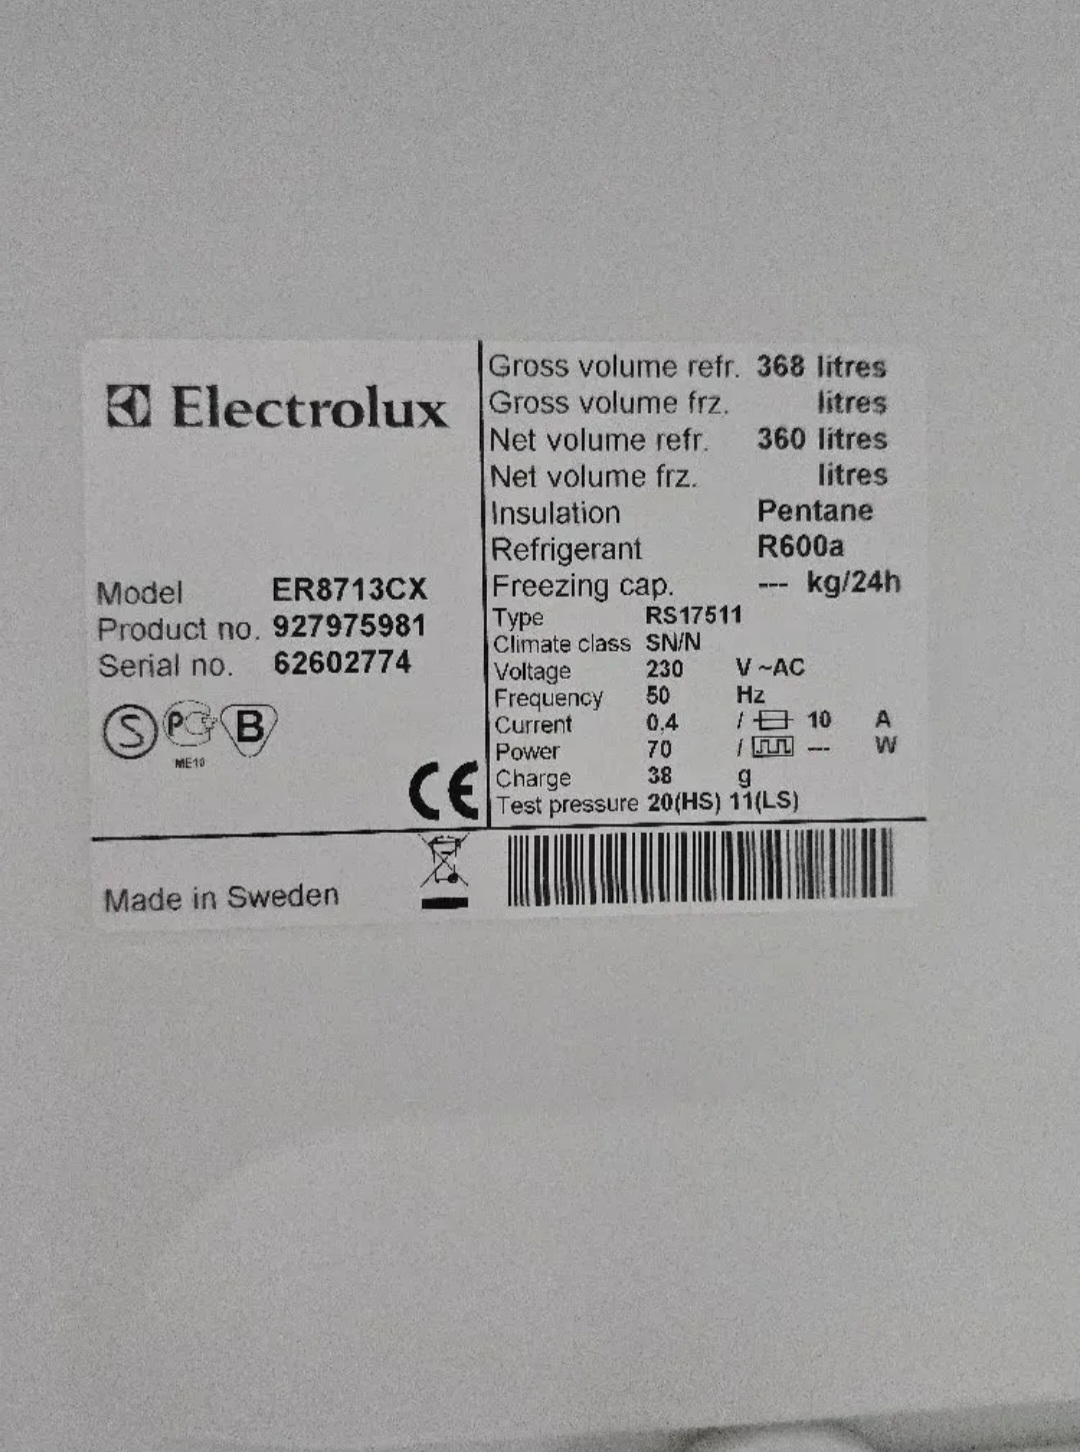 Electrolux
Model ER8713CX
Product no. 927975981
Serial no. 62602774
S PG B
ME10
CE
Gross volume refr. 368 litres
Gross volume frz. litres
Net volume refr. 360 litres
Net volume frz. litres
Insulation Pentane
Refrigerant R600a
Freezing cap. --- kg/24h
Type RS17511
Climate class SN/N
Voltage 230 V ~AC
Frequency 50 Hz
Current 0,4 / 10 A
Power 70 / --- W
Charge 38 g
Test pressure 20(HS) 11(LS)
Made in Sweden